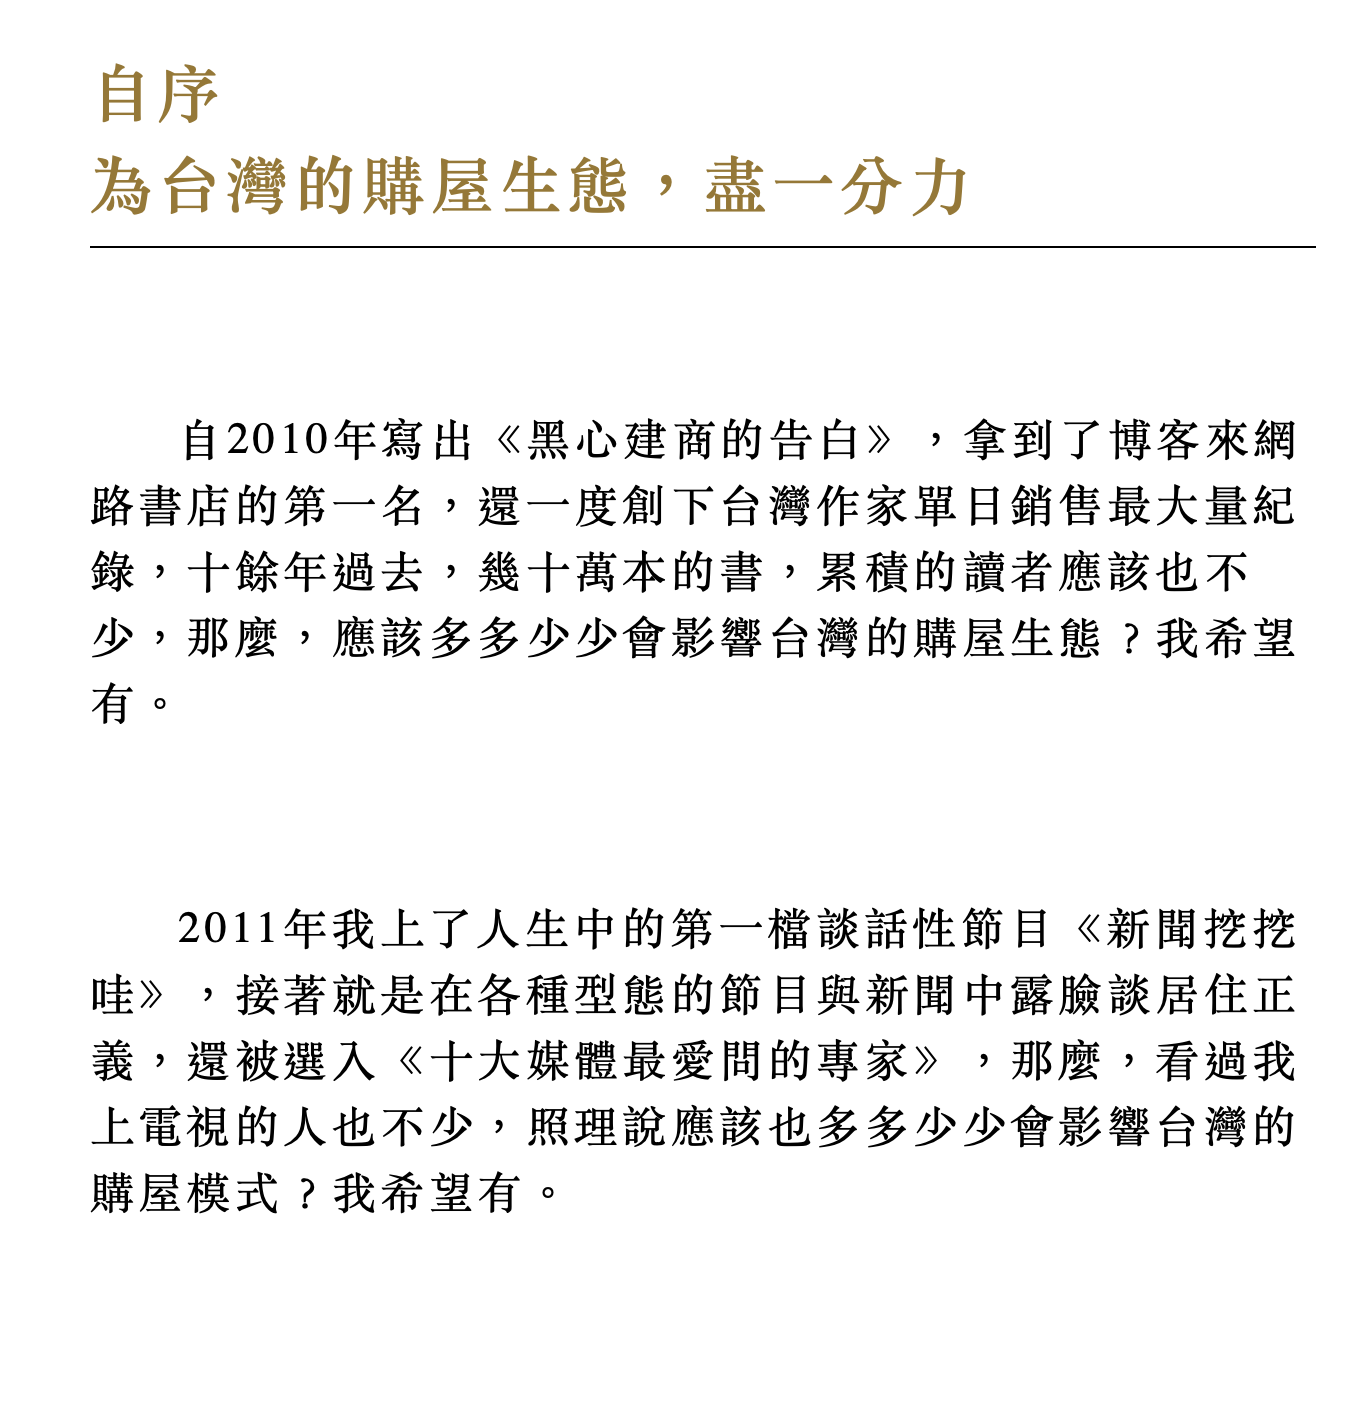 自序
為台灣的購屋生態，盡一分力
自2010年寫出《黑心建商的告白》，拿到了博客來網
路書店的第一名，還一度創下台灣作家單日銷售最大量紀
錄，十餘年過去，幾十萬本的書，累積的讀者應該也不
少，那麼，應該多多少少會影響台灣的購屋生態？我希望
有。
2011年我上了人生中的第一檔談話性節目《新聞挖挖
哇》，接著就是在各種型態的節目與新聞中露臉談居住正
義，還被選入《十大媒體最愛問的專家》，那麼，看過我
上電視的人也不少，照理說應該也多多少少會影響台灣的
購屋模式？我希望有。